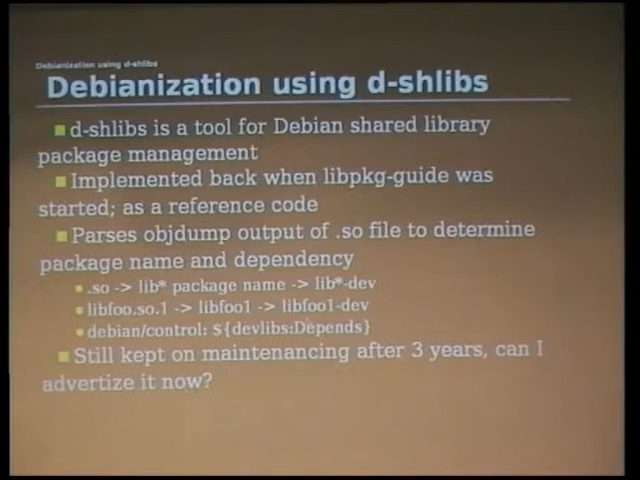 Debianization using d-shlibs
Debianization using d-shlibs
d-shlibs is a tool for Debian shared library
package management
Implemented back when libpkg-guide was
started; as a reference code
Parses objdump output of .so file to determine
package name and dependency
.so -> lib* package name -> lib*-dev
libfoo.so.1 -> libfoo1 -> libfoo1-dev
debian/control: ${devlibs:Depends}
Still kept on maintenancing after 3 years, can I
advertize it now?